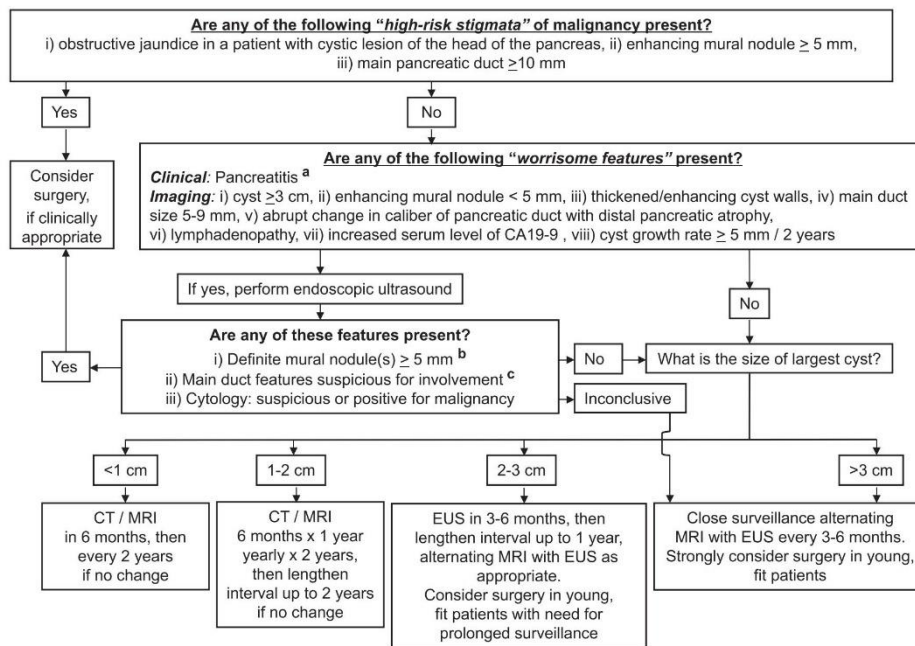 Are any of the following “high-risk stigmata” of malignancy present?
i) obstructive jaundice in a patient with cystic lesion of the head of the pancreas, ii) enhancing mural nodule ≥ 5 mm,
iii) main pancreatic duct ≥10 mm
Yes
No
Consider
surgery,
if clinically
appropriate
Are any of the following “worrisome features” present?
Clinical: Pancreatitis a
Imaging: i) cyst ≥3 cm, ii) enhancing mural nodule < 5 mm, iii) thickened/enhancing cyst walls, iv) main duct
size 5-9 mm, v) abrupt change in caliber of pancreatic duct with distal pancreatic atrophy,
vi) lymphadenopathy, vii) increased serum level of CA19-9 , viii) cyst growth rate ≥ 5 mm / 2 years
If yes, perform endoscopic ultrasound
No
Are any of these features present?
i) Definite mural nodule(s) ≥ 5 mm b
ii) Main duct features suspicious for involvement c
iii) Cytology: suspicious or positive for malignancy
Yes
No
What is the size of largest cyst?
Inconclusive
<1 cm
1-2 cm
2-3 cm
>3 cm
CT / MRI
in 6 months, then
every 2 years
if no change
CT / MRI
6 months x 1 year
yearly x 2 years,
then lengthen
interval up to 2 years
if no change
EUS in 3-6 months, then
lengthen interval up to 1 year,
alternating MRI with EUS as
appropriate.
Consider surgery in young,
fit patients with need for
prolonged surveillance
Close surveillance alternating
MRI with EUS every 3-6 months.
Strongly consider surgery in young,
fit patients